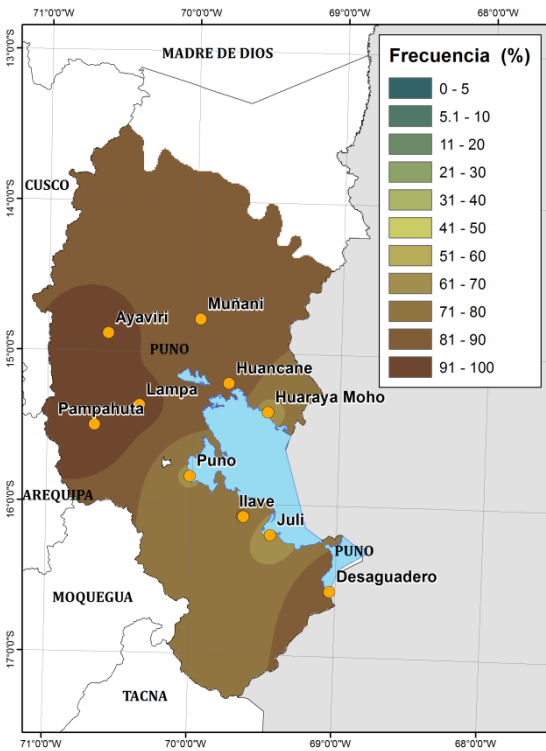 71°0'0"W
70°0'0"W
69°0'0"W
68°0'0"W
13°0'0"S
14°0'0"S
15°0'0"S
16°0'0"S
17°0'0"S
MADRE DE DIOS
CUSCO
Ayaviri
Muñani
PUNO
Huancane
Lampa
Huaraya Moho
Pampahuta
Puno
AREQUIPA
Ilave
Juli
PUNO
Desaguadero
MOQUEGUA
TACNA
Frecuencia (%)
0 - 5
5.1 - 10
11 - 20
21 - 30
31 - 40
41 - 50
51 - 60
61 - 70
71 - 80
81 - 90
91 - 100
71°0'0"W
70°0'0"W
69°0'0"W
68°0'0"W